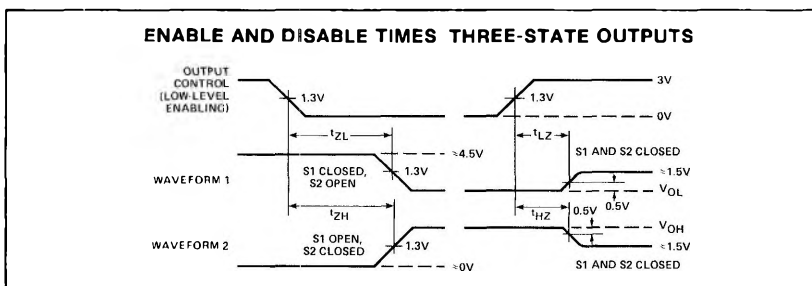 ENABLE AND DISABLE TIMES THREE-STATE OUTPUTS
OUTPUT
CONTROL
(LOW-LEVEL
ENABLING)
1.3V
1.3V
3V
0V
tZL
tLZ
≈4.5V
S1 AND S2 CLOSED
WAVEFORM 1
S1 CLOSED,
S2 OPEN
1.3V
≈1.5V
VOL
0.5V
tZH
tHZ
0.5V
VOH
WAVEFORM 2
S1 OPEN,
S2 CLOSED
1.3V
≈1.5V
≈0V
S1 AND S2 CLOSED